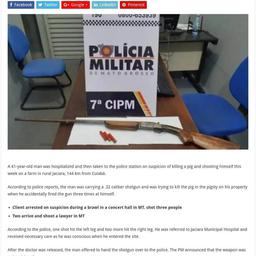 Facebook
Google+
LinkedIn
Pinterest
190 0800-653939
POLÍCIA
MILITAR
DE MATO GROSSO
7ª CIPM
A 41-year-old man was hospitalized and then taken to the police station on suspicion of killing a pig and shooting himself this
week on a farm in rural Jaciara, 144 km from Cuiabá.
According to police reports, the man was carrying a .32 caliber shotgun and was trying to kill the pig in the pigsty on his property
when he accidentally fired the gun three times at himself.
Client arrested on suspicion during a brawl in a concert hall in MT. shot three people
Two arrive and shoot a lawyer in MT
According to the police, one shot hit the left leg and two more hit the right leg. He was referred to Jaciara Municipal Hospital and
received necessary care as he was conscious when he entered the site.
After the doctor was released, the man offered to hand the shotgun over to the police. The PM announced that the weapon was